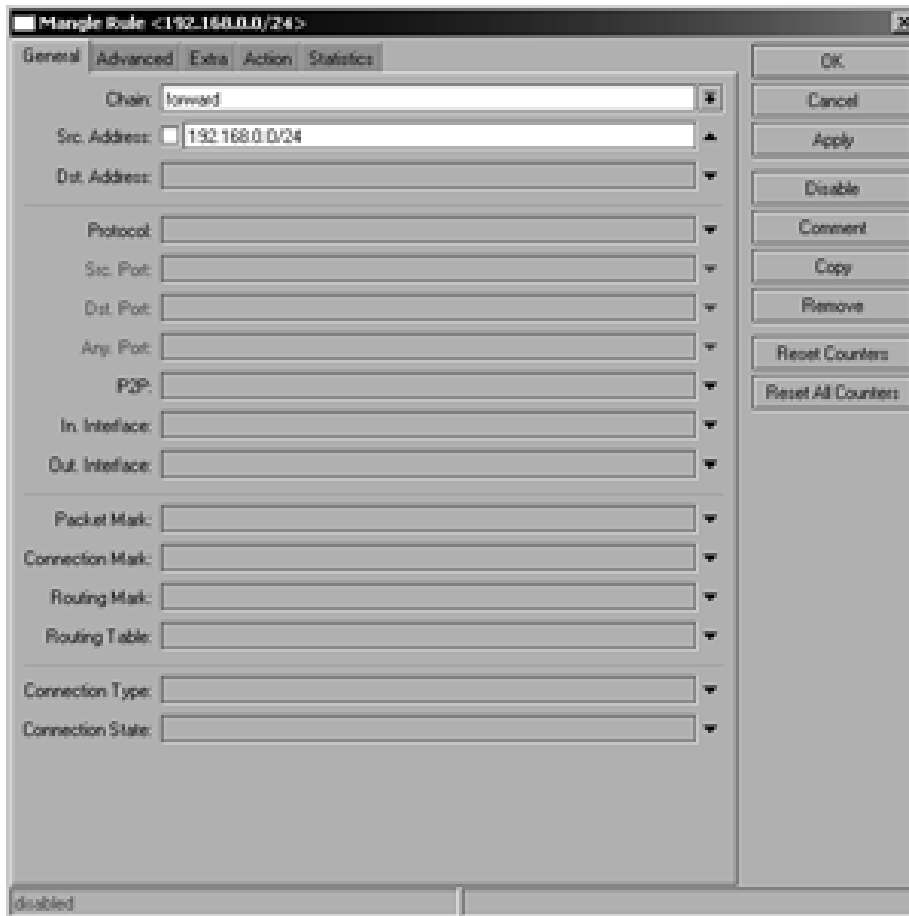 Mangle Rule <192.168.0.0/24>
General Advanced Extra Action Statistics
Chain: forward
Src. Address: 192.168.0.0/24
Dst. Address:
Protocol:
Src. Port:
Dst. Port:
Any. Port:
P2P:
In. Interface:
Out. Interface:
Packet Mark:
Connection Mark:
Routing Mark:
Routing Table:
Connection Type:
Connection State:
OK
Cancel
Apply
Disable
Comment
Copy
Remove
Reset Counters
Reset All Counters
disabled